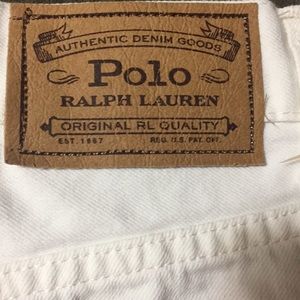 AUTHENTIC DENIM GOODS
Polo
RALPH LAUREN
ORIGINAL RL QUALITY
EST. 1967 REG. U.S. PAT. OFF.